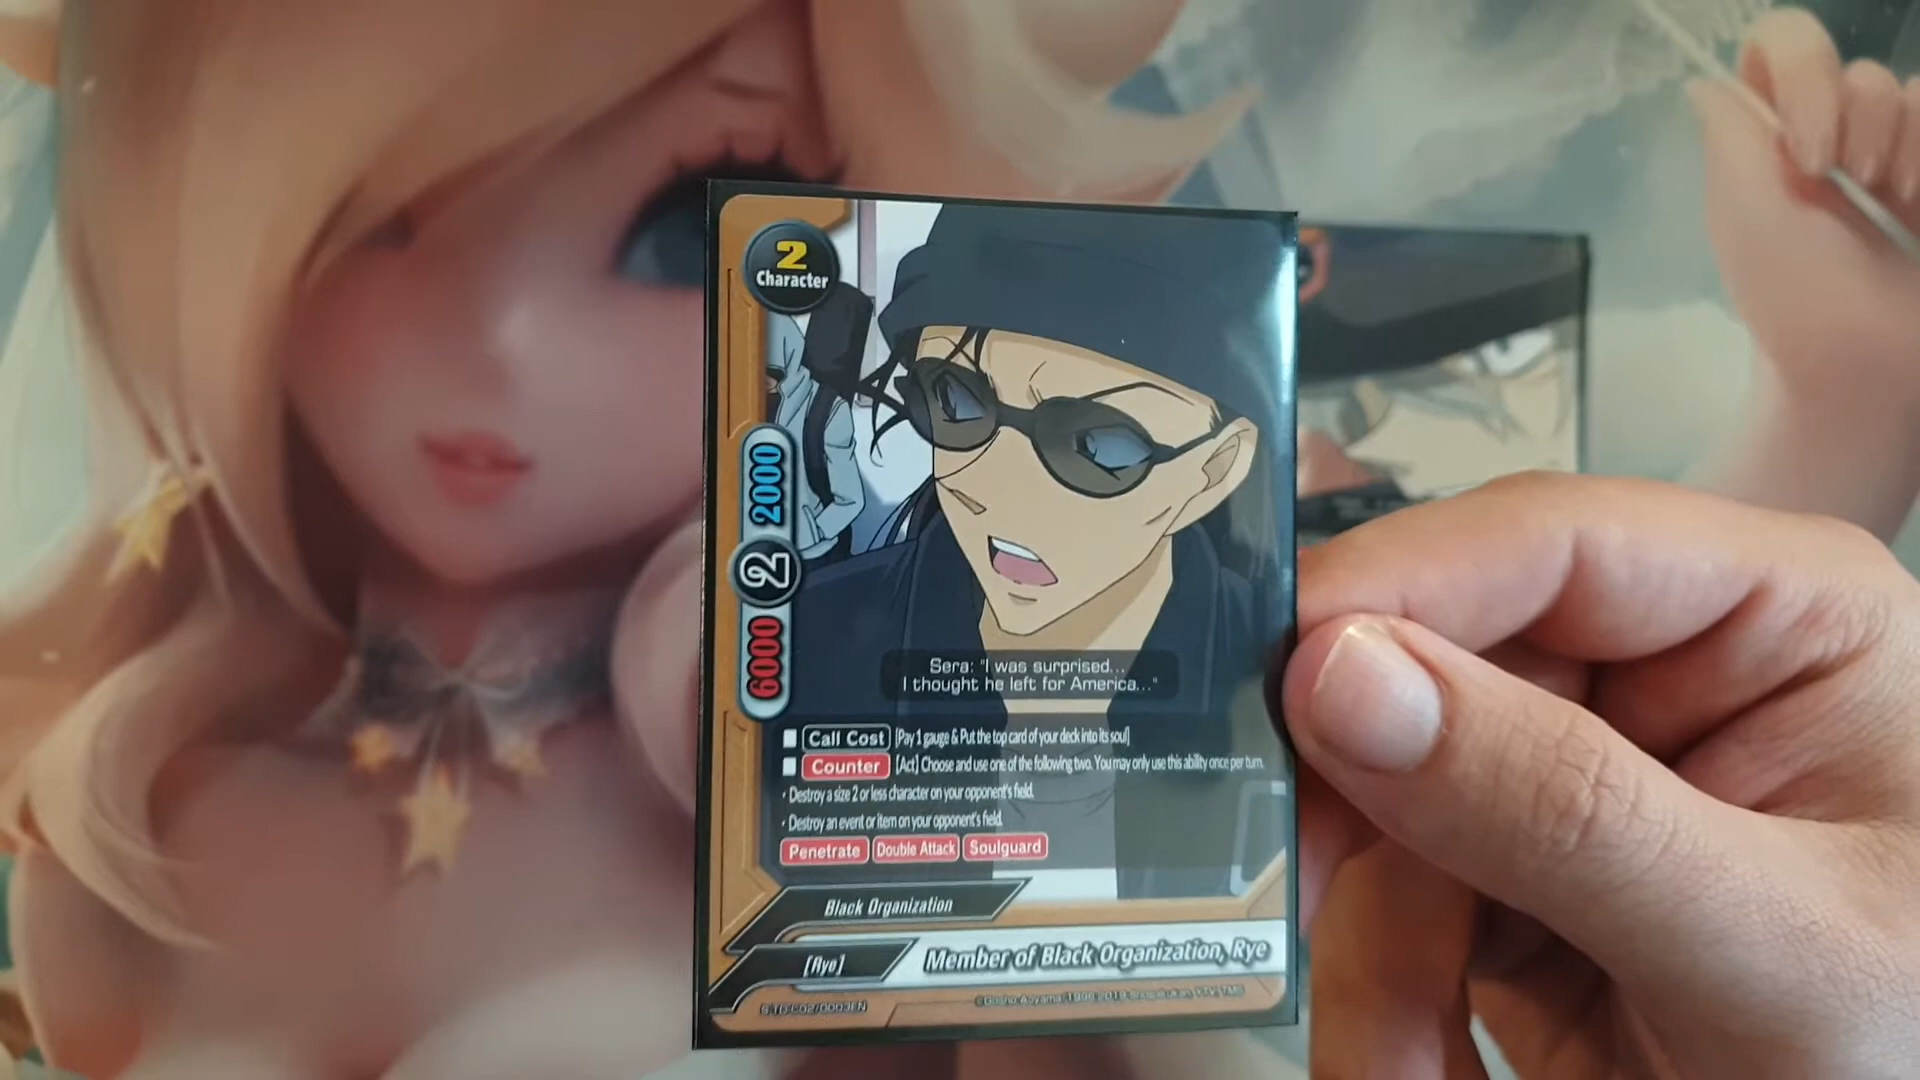 2
Character
2000
2
6000
Sera: "I was surprised...
I thought he left for America..."
Call Cost [Pay 1 gauge & Put the top card of your deck into its soul]
Counter [Act] Choose and use one of the following two. You may only use this ability once per turn.
・Destroy a size 2 or less character on your opponent's field.
・Destroy an event or item on your opponent's field.
Penetrate Double Attack Soulguard
Black Organization
[Rye] Member of Black Organization, Rye